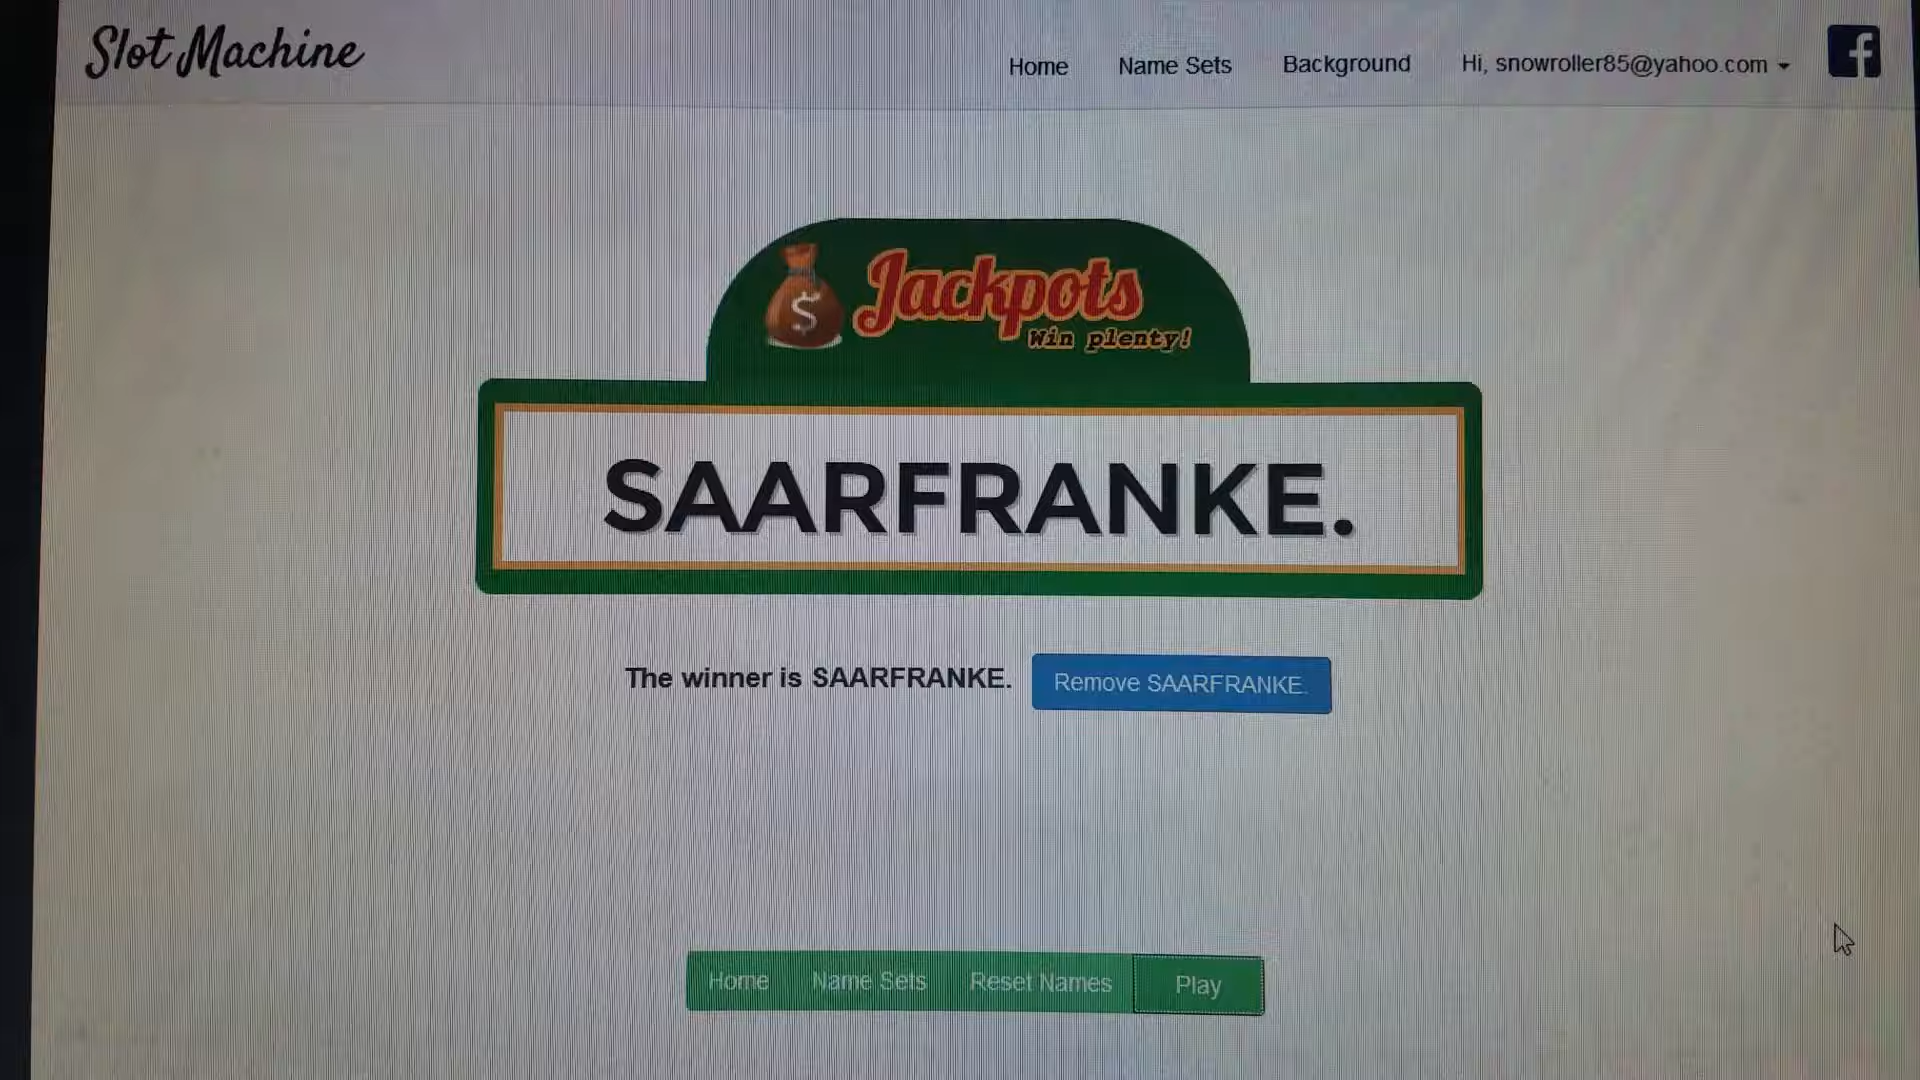 Slot Machine
Home Name Sets Background Hi, snowroller85@yahoo.com
f
$ Jackpots
Win plenty!
SAARFRANKE.
The winner is SAARFRANKE. Remove SAARFRANKE.
Home Name Sets Reset Names Play